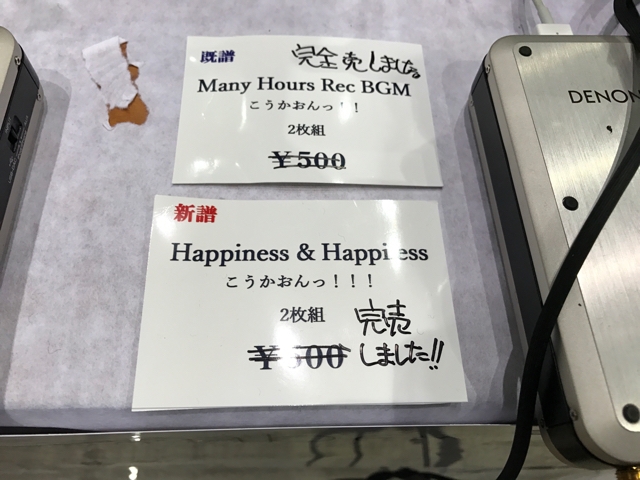 既譜 完全売しました。
Many Hours Rec BGM
こうかおんっ！！
2枚組
￥500
新譜
Happiness & Happiness
こうかおんっ！！！
2枚組
￥500
完売
しました!!
DENON